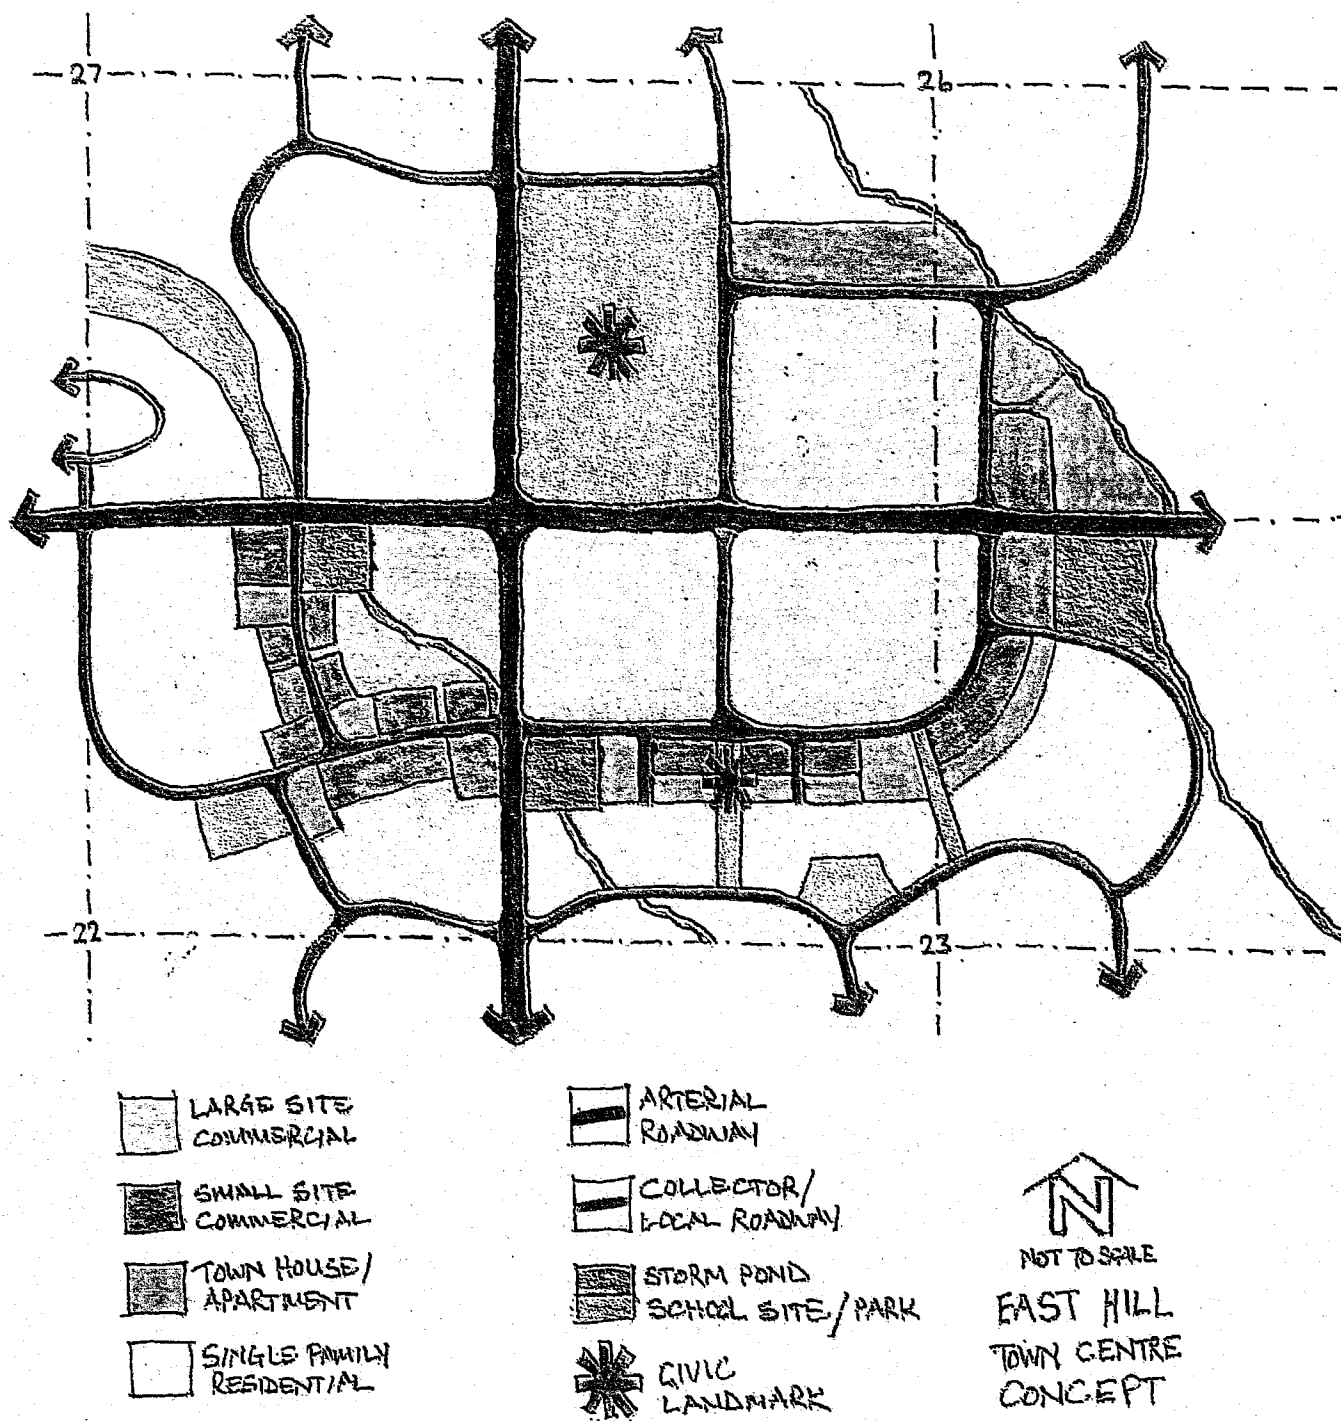 27
26
22
23
LARGE SITE
COMMERCIAL
SMALL SITE
COMMERCIAL
TOWN HOUSE/
APARTMENT
SINGLE FAMILY
RESIDENTIAL
ARTERIAL
ROADWAY
COLLECTOR/
LOCAL ROADWAY
STORM POND
SCHOOL SITE/PARK
CIVIC
LANDMARK
N
NOT TO SCALE
EAST HILL
TOWN CENTRE
CONCEPT